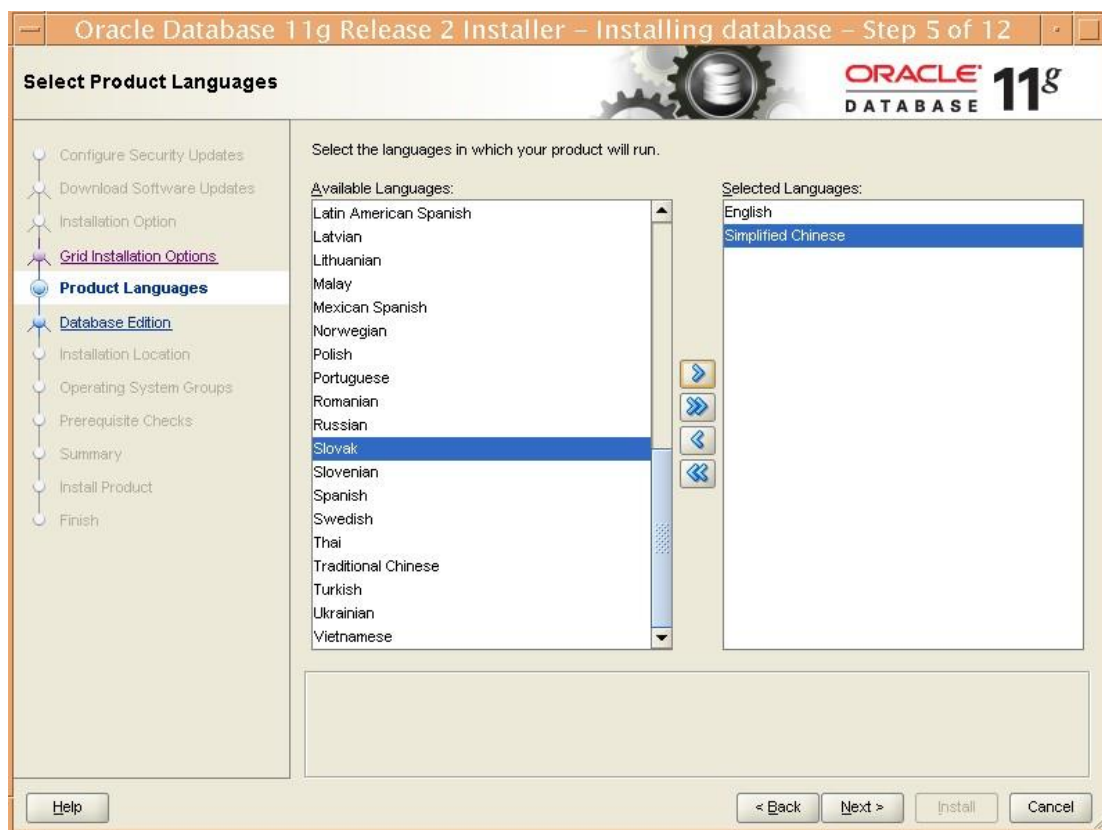 Oracle Database 11g Release 2 Installer – Installing database – Step 5 of 12
Select Product Languages
ORACLE DATABASE 11g
Configure Security Updates
Download Software Updates
Installation Option
Grid Installation Options
Product Languages
Database Edition
Installation Location
Operating System Groups
Prerequisite Checks
Summary
Install Product
Finish
Select the languages in which your product will run.
Available Languages:
Latin American Spanish
Latvian
Lithuanian
Malay
Mexican Spanish
Norwegian
Polish
Portuguese
Romanian
Russian
Slovak
Slovenian
Spanish
Swedish
Thai
Traditional Chinese
Turkish
Ukrainian
Vietnamese
Selected Languages:
English
Simplified Chinese
Help
< Back
Next >
Install
Cancel